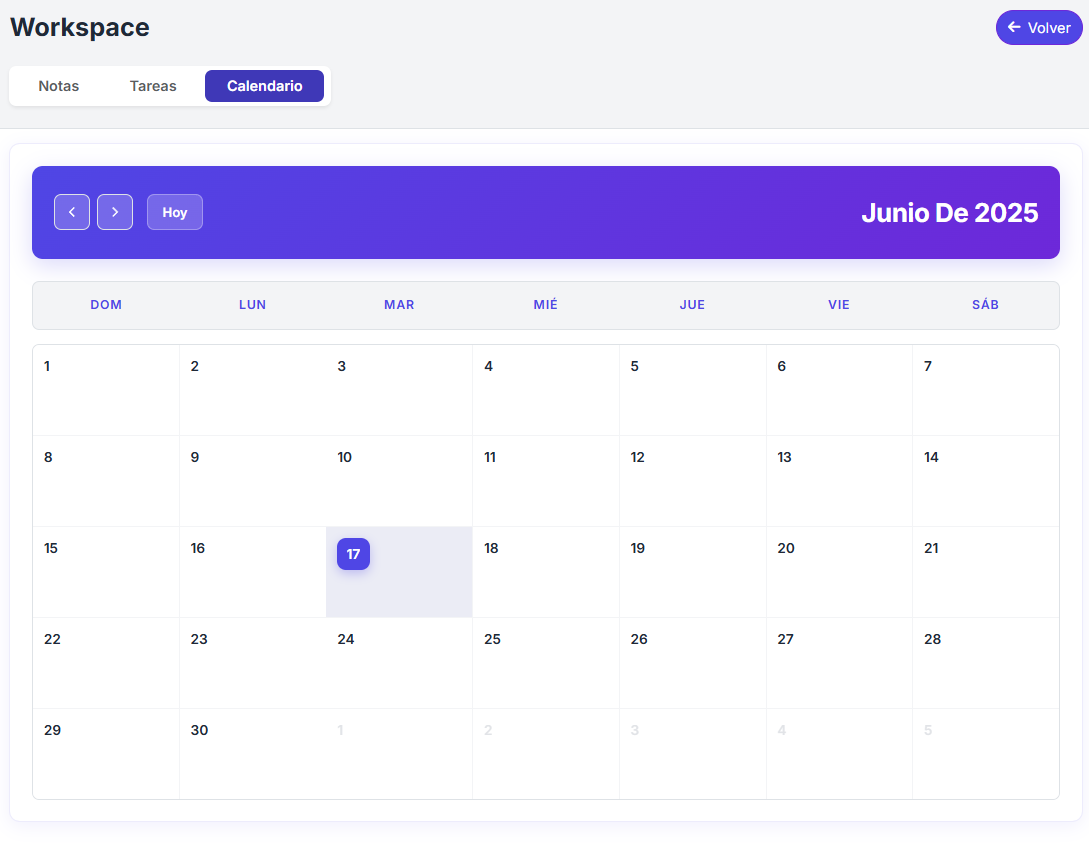 Workspace
Volver
Notas Tareas Calendario
Hoy Junio De 2025
DOM LUN MAR MIÉ JUE VIE SÁB
1 2 3 4 5 6 7
8 9 10 11 12 13 14
15 16 17 18 19 20 21
22 23 24 25 26 27 28
29 30 1 2 3 4 5